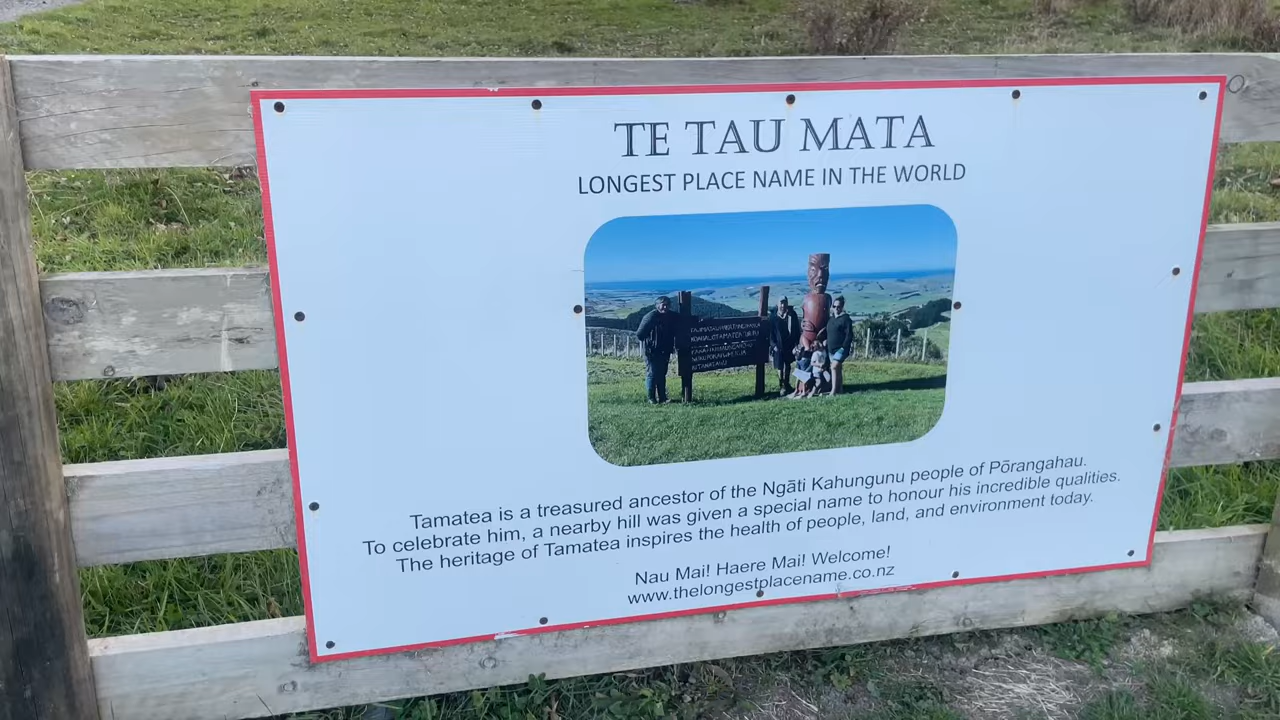 TE TAU MATA
LONGEST PLACE NAME IN THE WORLD
Tamatea is a treasured ancestor of the Ngāti Kahungunu people of Pōrangahau.
To celebrate him, a nearby hill was given a special name to honour his incredible qualities.
The heritage of Tamatea inspires the health of people, land, and environment today.
Nau Mai! Haere Mai! Welcome!
www.thelongestplacename.co.nz